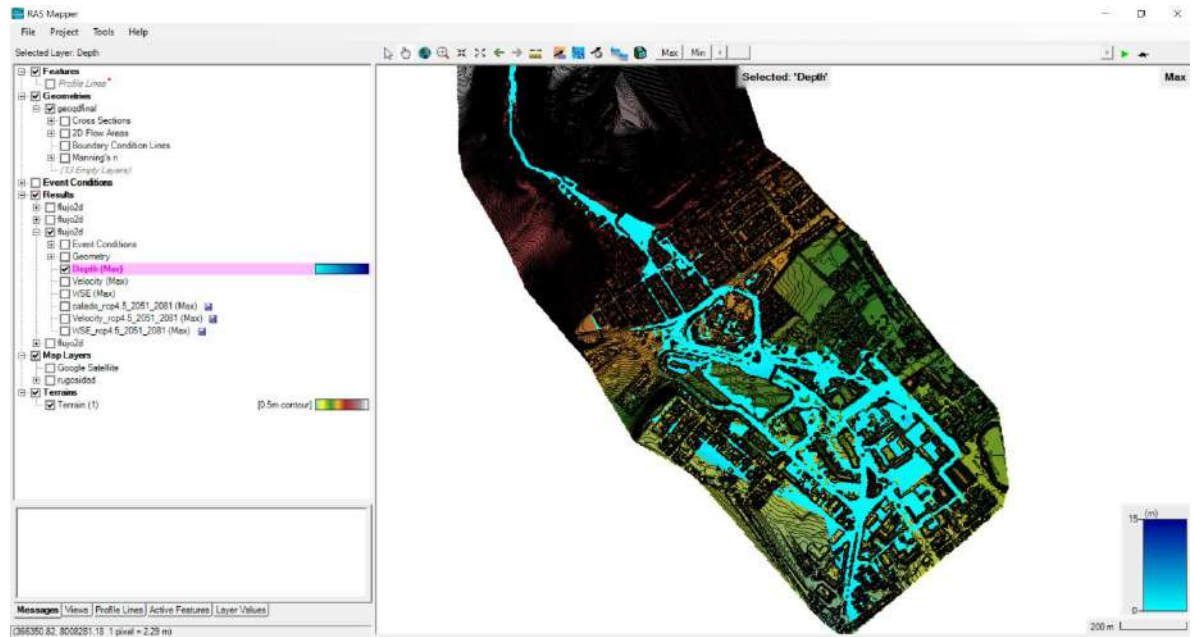 RAS Mapper
File Project Tools Help
Selected Layer: Depth
Max Min
Features
Profile Lines
Geometries
geoqdfinal
Cross Sections
2D Flow Areas
Boundary Condition Lines
Manning's n
(13 Empty Layers)
Event Conditions
Results
flujo2d
flujo2d
flujo2d
Event Conditions
Geometry
Depth (Max)
Velocity (Max)
WSE (Max)
calado_rcp4.5_2051_2081 (Max)
Velocity_rcp4.5_2051_2081 (Max)
WSE_rcp4.5_2051_2081 (Max)
flujo2d
Map Layers
Google Satellite
rugosidad
Terrains
Terrain (1) [0.5m contour]
Selected: 'Depth' Max
15 (m)
0
200 m
Messages Views Profile Lines Active Features Layer Values
(366350.82, 8008281.18 1 pixel = 2.29 m)